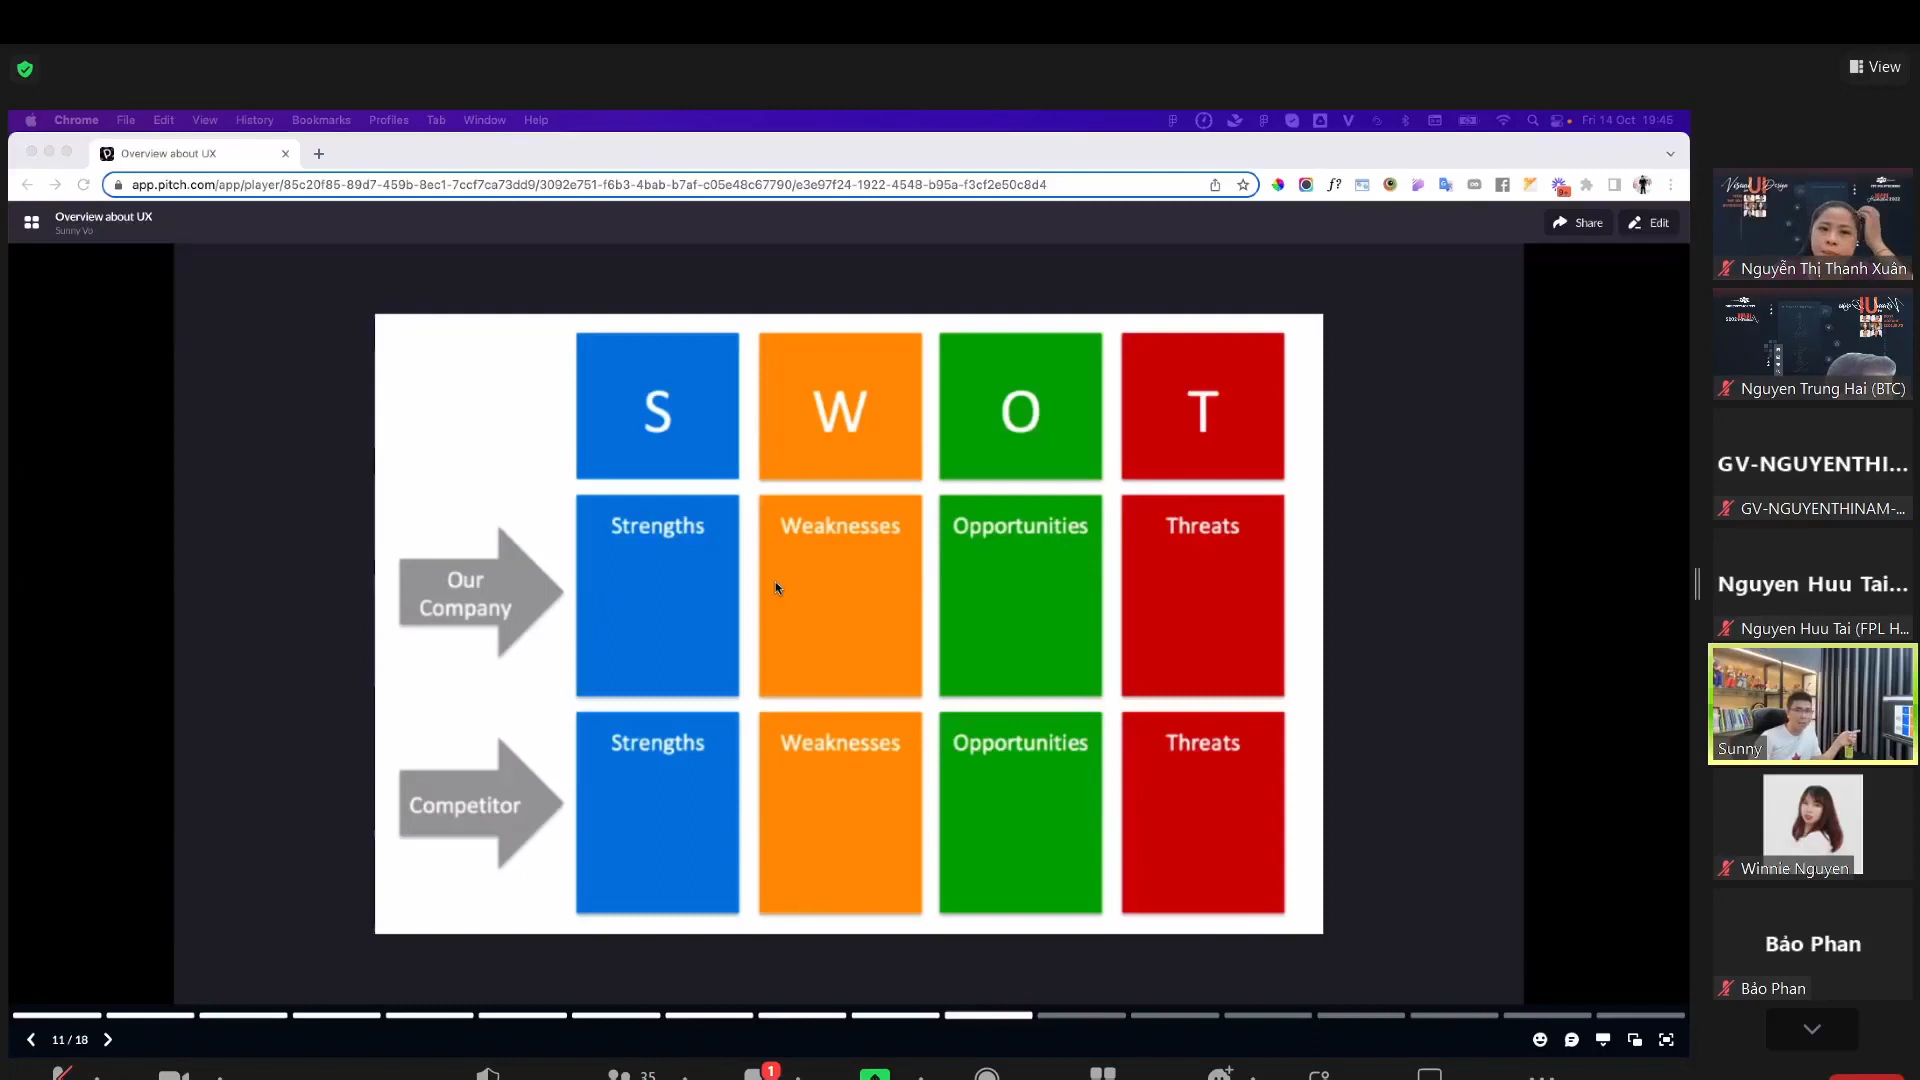 View
Chrome File Edit View History Bookmarks Profiles Tab Window Help
Fri 14 Oct 19:45
Overview about UX
app.pitch.com/app/player/85c20f85-89d7-459b-8ec1-7ccf7ca73dd9/3092e751-f6b3-4bab-b7af-c05e48c67790/e3e97f24-1922-4548-b95a-f3cf2e50c8d4
Overview about UX
Sunny Vo
Share
Edit
S W O T
Our
Company
Strengths Weaknesses Opportunities Threats
Competitor
Strengths Weaknesses Opportunities Threats
11 / 18
Nguyễn Thị Thanh Xuân
Nguyen Trung Hai (BTC)
GV-NGUYENTHI...
GV-NGUYENTHINAM-...
Nguyen Huu Tai...
Nguyen Huu Tai (FPL H...
Sunny
Winnie Nguyen
Bảo Phan
Bảo Phan
35
1